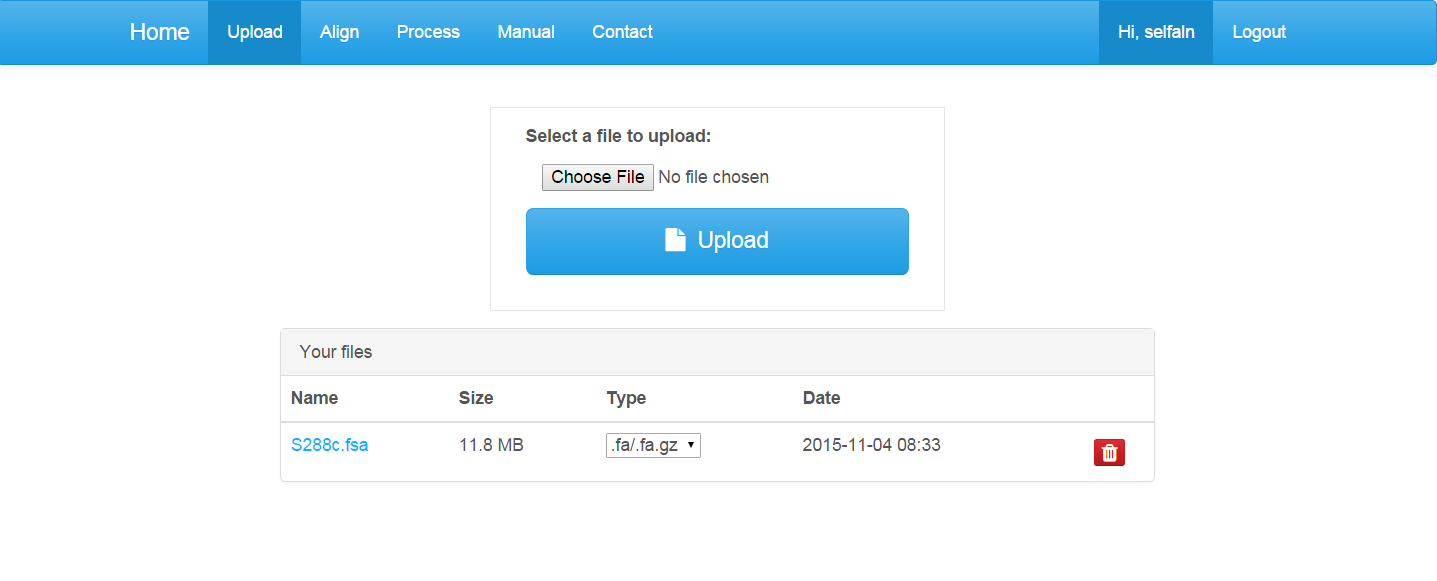 Home Upload Align Process Manual Contact Hi, selfaln Logout
Select a file to upload:
Choose File No file chosen
Upload
Your files
Name Size Type Date
S288c.fsa 11.8 MB .fa/.fa.gz 2015-11-04 08:33